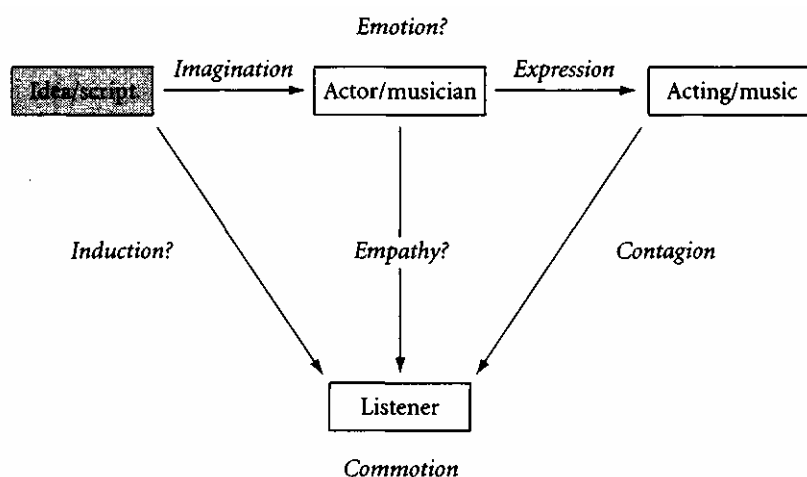 Emotion?
Imagination
Expression
Idea/script
Actor/musician
Acting/music
Induction?
Empathy?
Contagion
Listener
Commotion